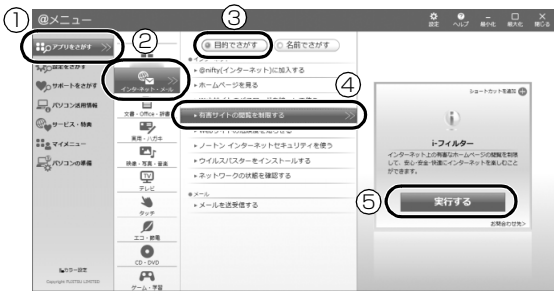 @メニュー
設定 ヘルプ 最小化 最大化 閉じる
① アプリをさがす
設定をさがす
サポートをさがす
パソコン活用情報
サービス・特典
マイメニュー
パソコンの準備
カラー設定
Copyright FUJITSU LIMITED
②
インターネット・メール
文書・Office・辞書
実用・ハガキ
映像・写真・音楽
テレビ
タッチ
エコ・節電
CD・DVD
ゲーム・学習
③ 目的でさがす 名前でさがす
@nifty(インターネット)に加入する
ホームページを見る
④ 有害サイトの閲覧を制限する
ノートン インターネットセキュリティを使う
ウイルスバスターをインストールする
ネットワークの状態を確認する
メール
メールを送受信する
ショートカットを追加
i-フィルター
インターネット上の有害なホームページの閲覧を制限
して、安心・安全・快適にインターネットを楽しむこと
ができます。
⑤ 実行する
お問合わせ先>